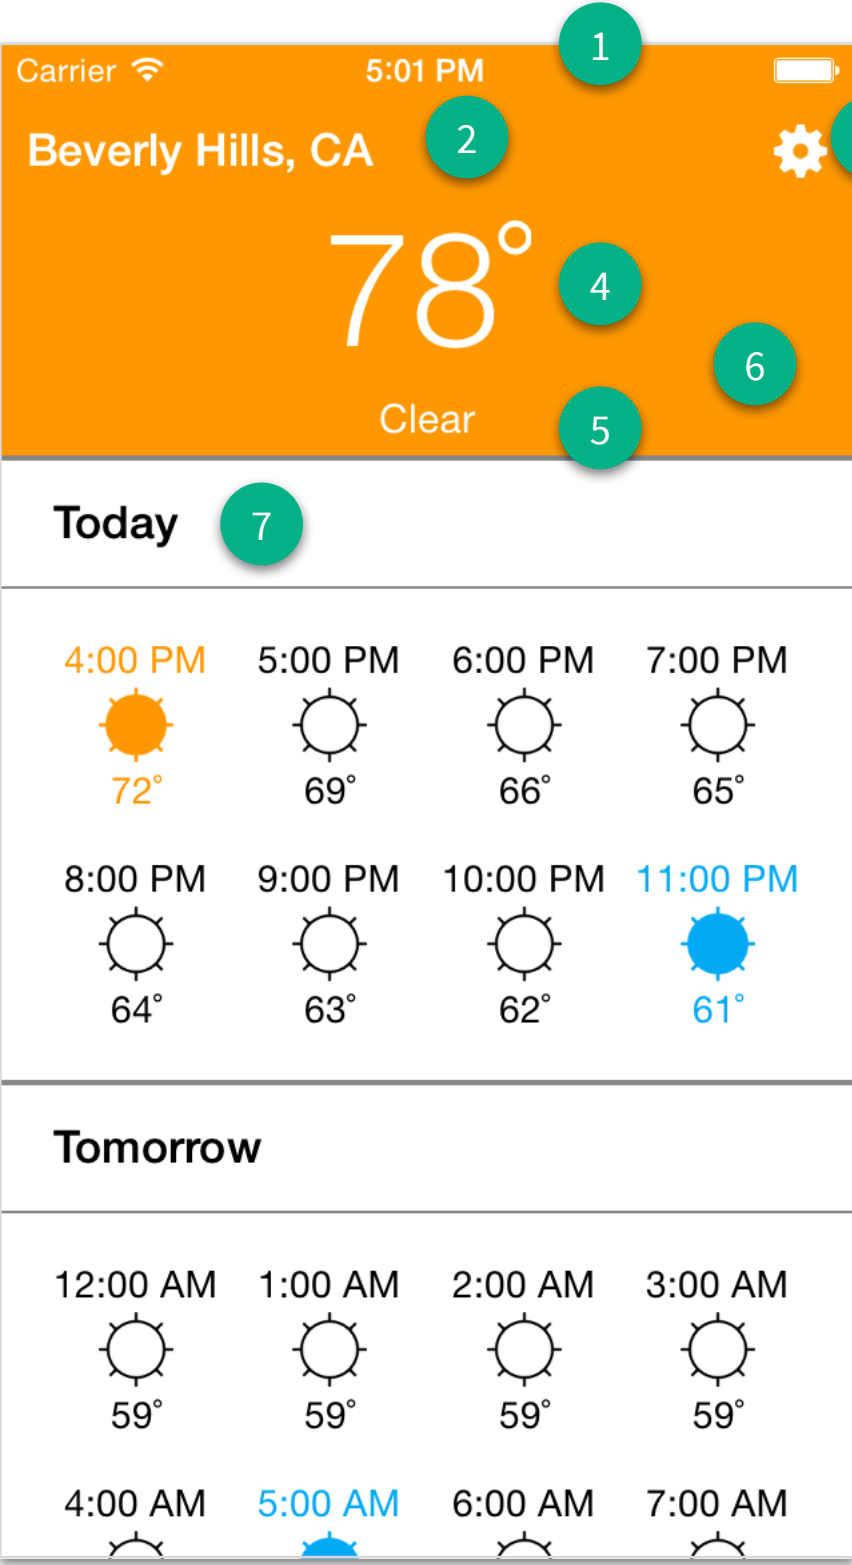 1
Carrier 5:01 PM
Beverly Hills, CA 2
78° 4
6
Clear 5
Today 7
4:00 PM 5:00 PM 6:00 PM 7:00 PM
72° 69° 66° 65°
8:00 PM 9:00 PM 10:00 PM 11:00 PM
64° 63° 62° 61°
Tomorrow
12:00 AM 1:00 AM 2:00 AM 3:00 AM
59° 59° 59° 59°
4:00 AM 5:00 AM 6:00 AM 7:00 AM